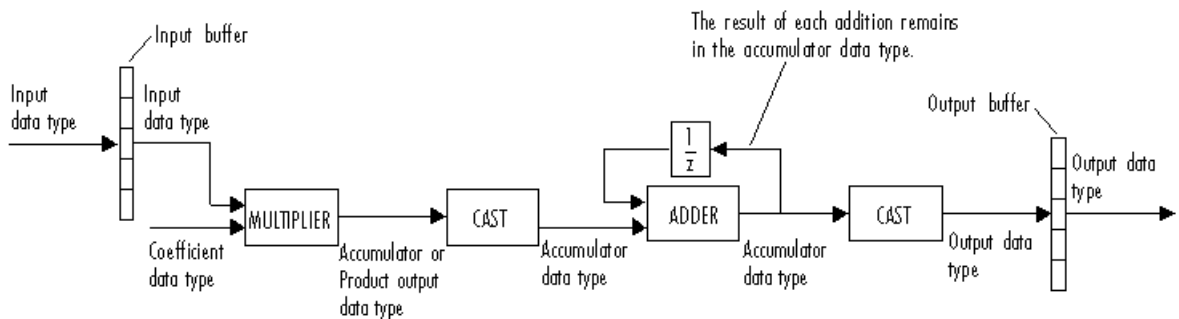 Input buffer
The result of each addition remains
in the accumulator data type.
Input
data type
Input
data type
Output buffer
1
z
Output data
type
MULTIPLIER
CAST
ADDER
CAST
Coefficient
data type
Accumulator or
Product output
data type
Accumulator
data type
Accumulator
data type
Output data
type